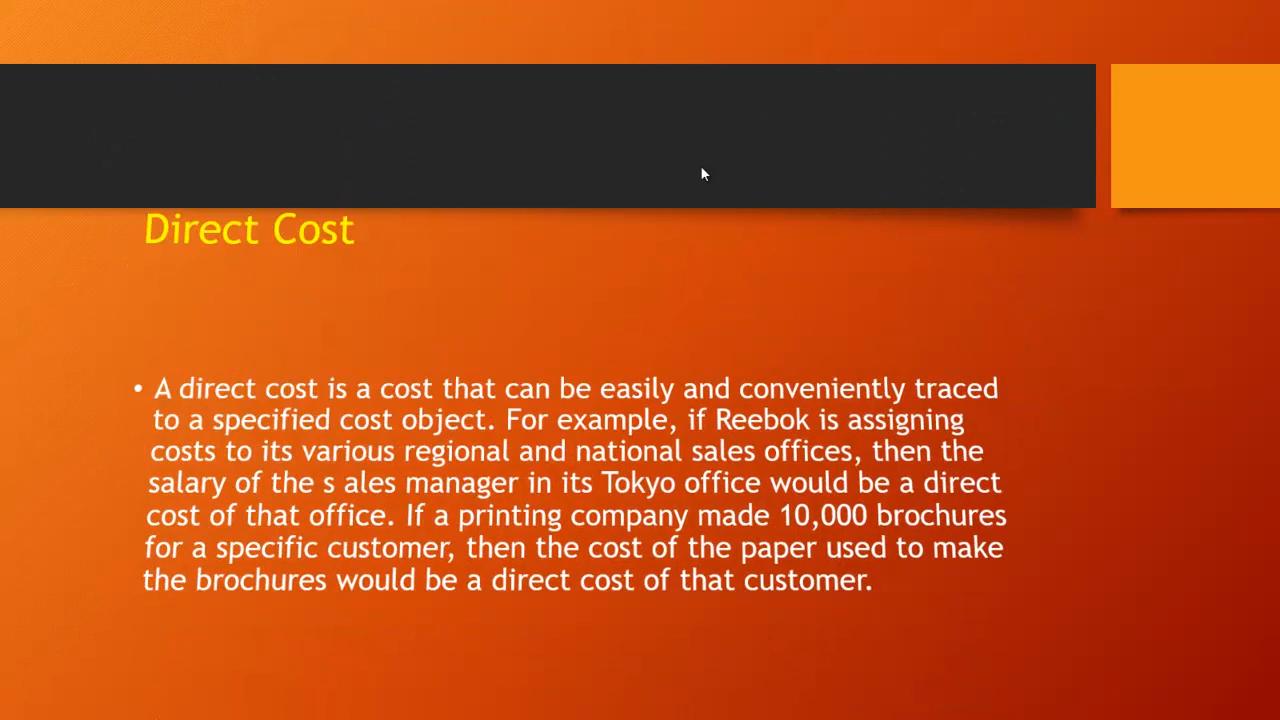 Direct Cost
• A direct cost is a cost that can be easily and conveniently traced
to a specified cost object. For example, if Reebok is assigning
costs to its various regional and national sales offices, then the
salary of the s ales manager in its Tokyo office would be a direct
cost of that office. If a printing company made 10,000 brochures
for a specific customer, then the cost of the paper used to make
the brochures would be a direct cost of that customer.